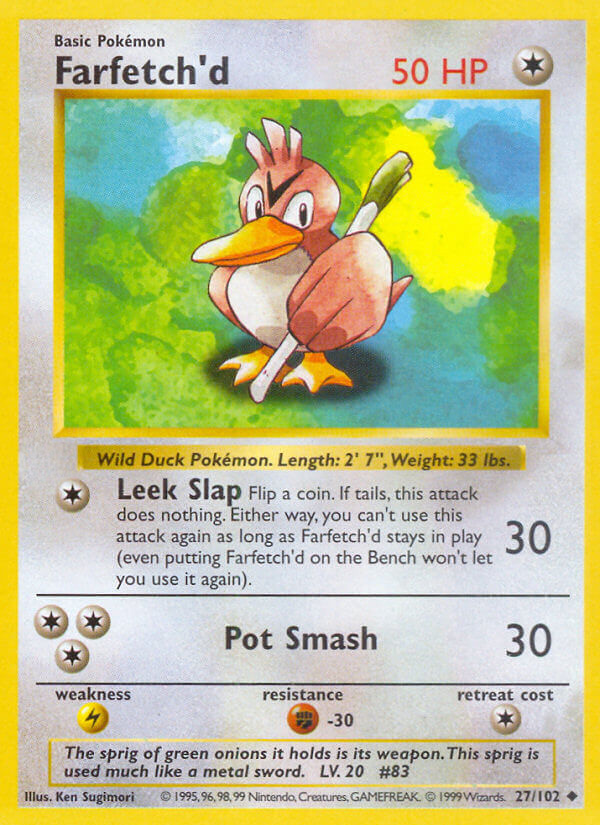 Basic Pokémon
Farfetch'd
50 HP
Wild Duck Pokémon. Length: 2' 7", Weight: 33 lbs.
Leek Slap Flip a coin. If tails, this attack
does nothing. Either way, you can't use this
attack again as long as Farfetch'd stays in play
(even putting Farfetch'd on the Bench won't let
you use it again).
30
Pot Smash 30
weakness resistance retreat cost
-30
The sprig of green onions it holds is its weapon. This sprig is
used much like a metal sword. LV. 20 #83
Illus. Ken Sugimori © 1995, 96, 98, 99 Nintendo, Creatures, GAMEFREAK. © 1999 Wizards. 27/102